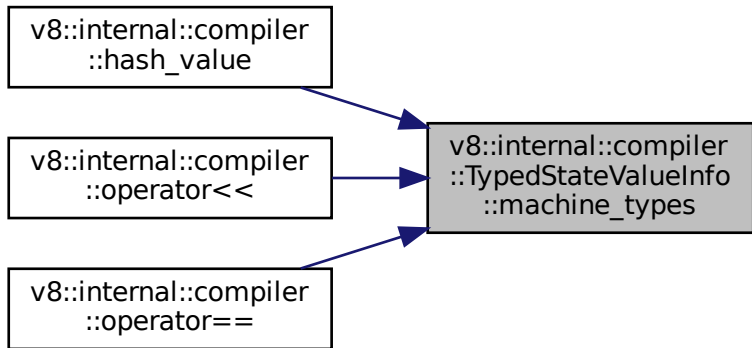 v8::internal::compiler
::hash_value
v8::internal::compiler
::operator<<
v8::internal::compiler
::operator==
v8::internal::compiler
::TypedStateValueInfo
::machine_types